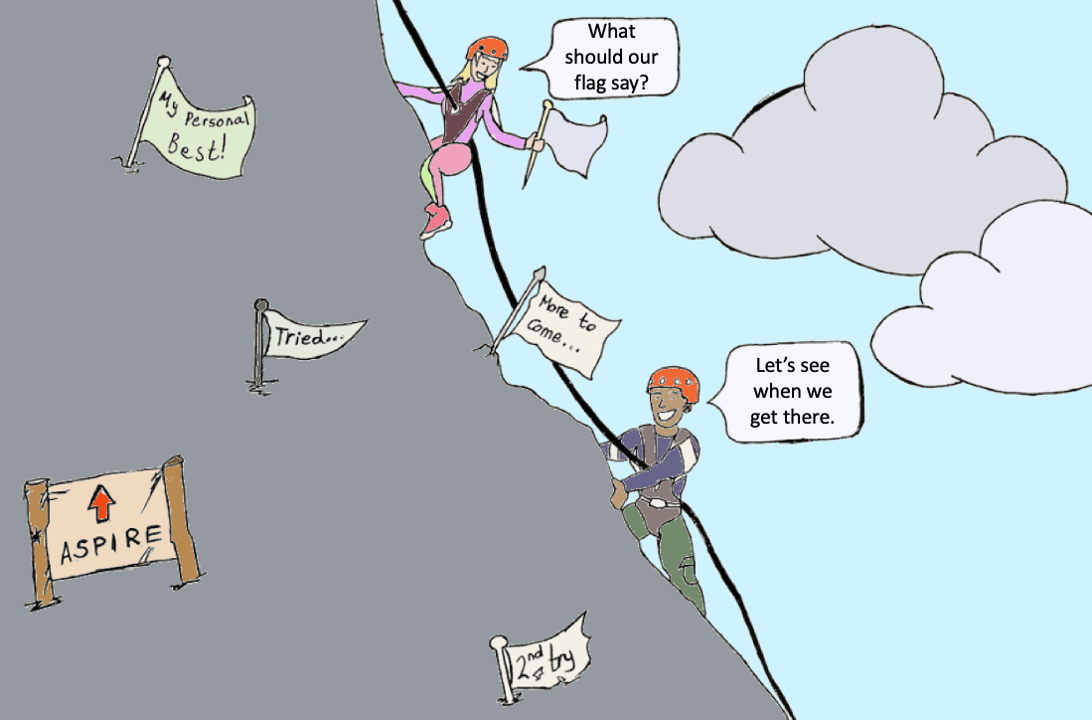 What
should our
flag say?
My Personal
Best!
More to
Come...
Tried...
Let's see
when we
get there.
ASPIRE
2nd try